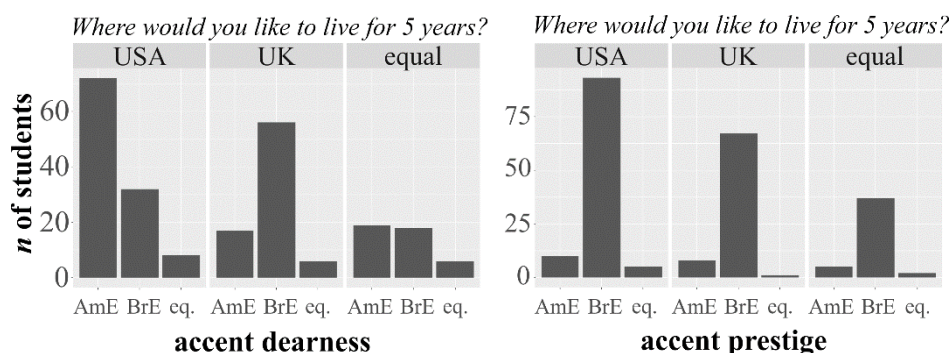 Where would you like to live for 5 years?
USA UK equal
n of students
60
40
20
0
AmE BrE eq. AmE BrE eq. AmE BrE eq.
accent dearness
Where would you like to live for 5 years?
USA UK equal
75
50
25
0
AmE BrE eq. AmE BrE eq. AmE BrE eq.
accent prestige